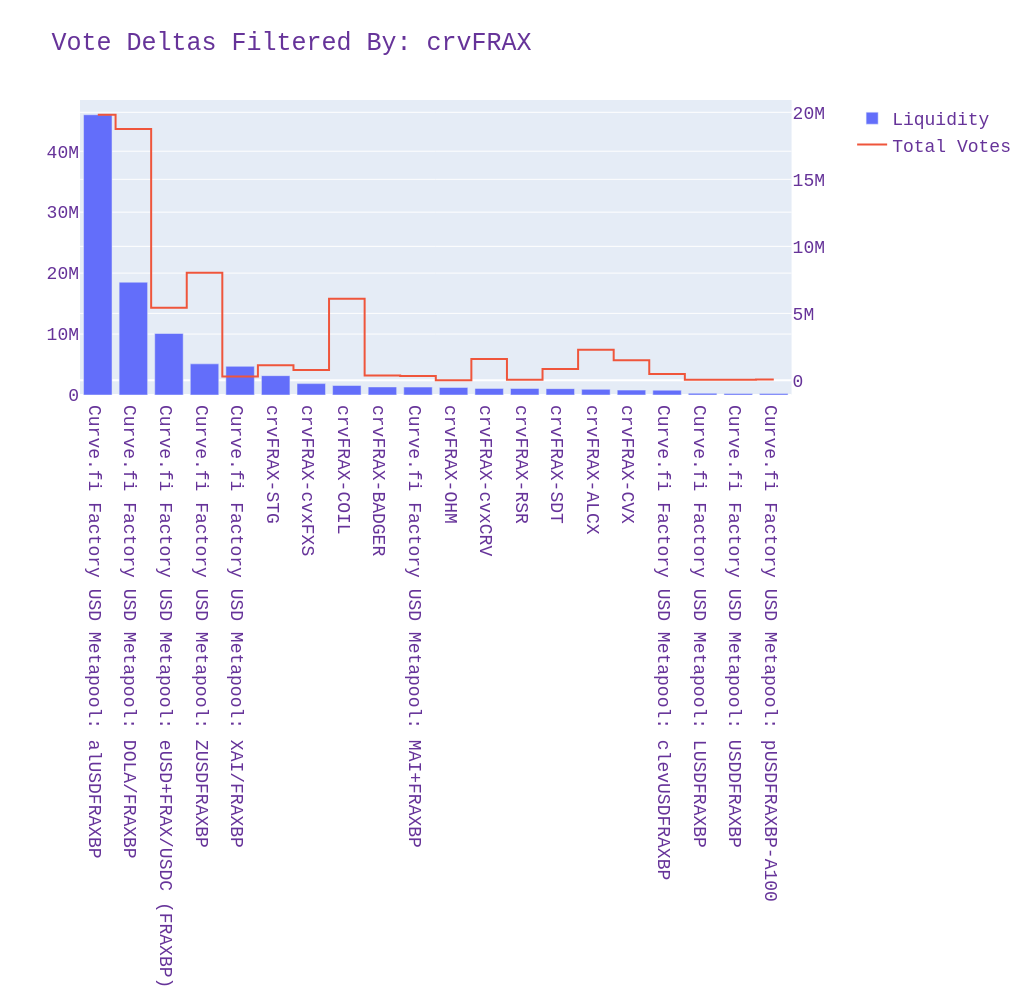 Vote Deltas Filtered By: crvFRAX
40M
30M
20M
10M
0
20M
15M
10M
5M
0
Liquidity
Total Votes
Curve.fi Factory USD Metapool: alUSDFRAXBP
Curve.fi Factory USD Metapool: DOLA/FRAXBP
Curve.fi Factory USD Metapool: eUSD+FRAX/USDC (FRAXBP)
Curve.fi Factory USD Metapool: ZUSDFRAXBP
Curve.fi Factory USD Metapool: XAI/FRAXBP
crvFRAX-STG
crvFRAX-cvxFXS
crvFRAX-COIL
crvFRAX-BADGER
Curve.fi Factory USD Metapool: MAI+FRAXBP
crvFRAX-OHM
crvFRAX-cvxCRV
crvFRAX-RSR
crvFRAX-SDT
crvFRAX-ALCX
crvFRAX-CVX
Curve.fi Factory USD Metapool: clevUSDFRAXBP
Curve.fi Factory USD Metapool: LUSDFRAXBP
Curve.fi Factory USD Metapool: USDDFRAXBP
Curve.fi Factory USD Metapool: pUSDFRAXBP-A100